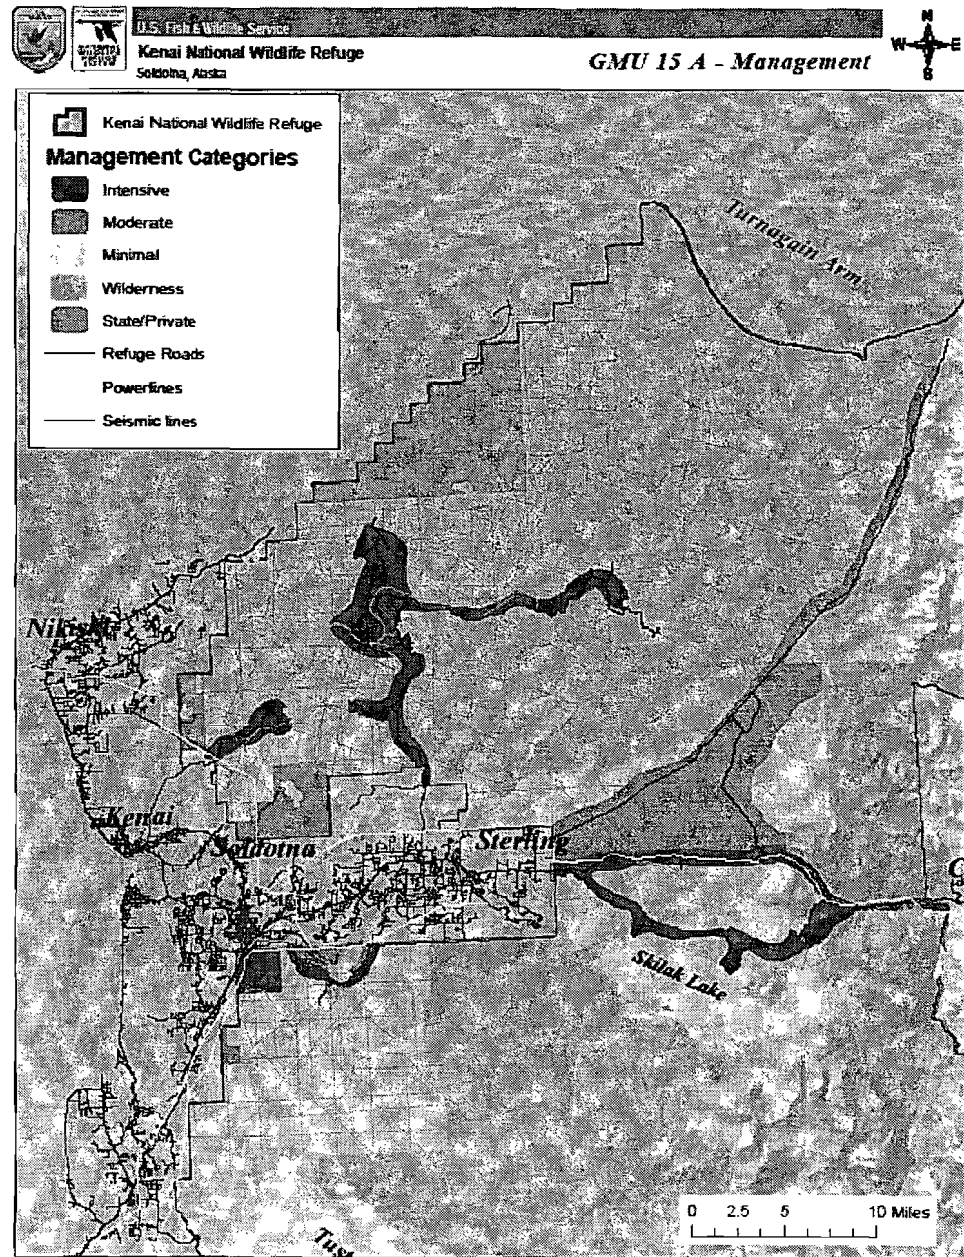 U.S. Fish & Wildlife Service
Kenai National Wildlife Refuge
Soldotna, Alaska
GMU 15 A - Management
N
W
E
S
Kenai National Wildlife Refuge
Management Categories
Intensive
Moderate
Minimal
Wilderness
State/Private
Refuge Roads
Powerlines
Seismic lines
Turnagain Arm
Kenai
Soldotna
Sterling
Skilak Lake
0 2.5 5 10 Miles
Tust